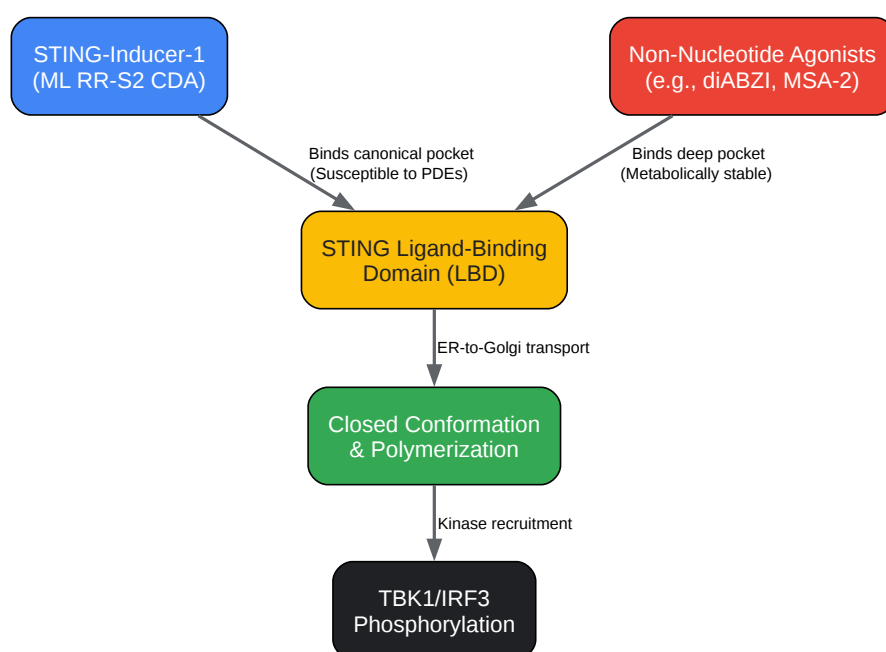 STING-Inducer-1
(ML RR-S2 CDA)
Non-Nucleotide Agonists
(e.g., diABZI, MSA-2)
Binds canonical pocket
(Susceptible to PDEs)
Binds deep pocket
(Metabolically stable)
STING Ligand-Binding
Domain (LBD)
ER-to-Golgi transport
Closed Conformation
& Polymerization
Kinase recruitment
TBK1/IRF3
Phosphorylation